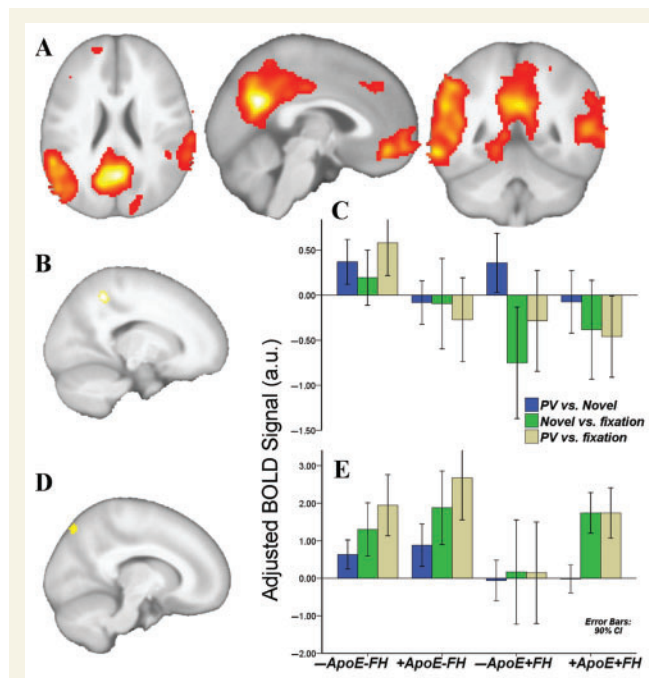 A
C
B
0.50
0.00
−0.50
−1.00
−1.50
PV vs. Novel
Novel vs. fixation
PV vs. fixation
Adjusted BOLD Signal (a.u.)
D
E
3.00
2.00
1.00
0.00
−1.00
2.00
Error Bars:
90% CI
−ApoE-FH
+ApoE-FH
−ApoE+FH
+ApoE+FH